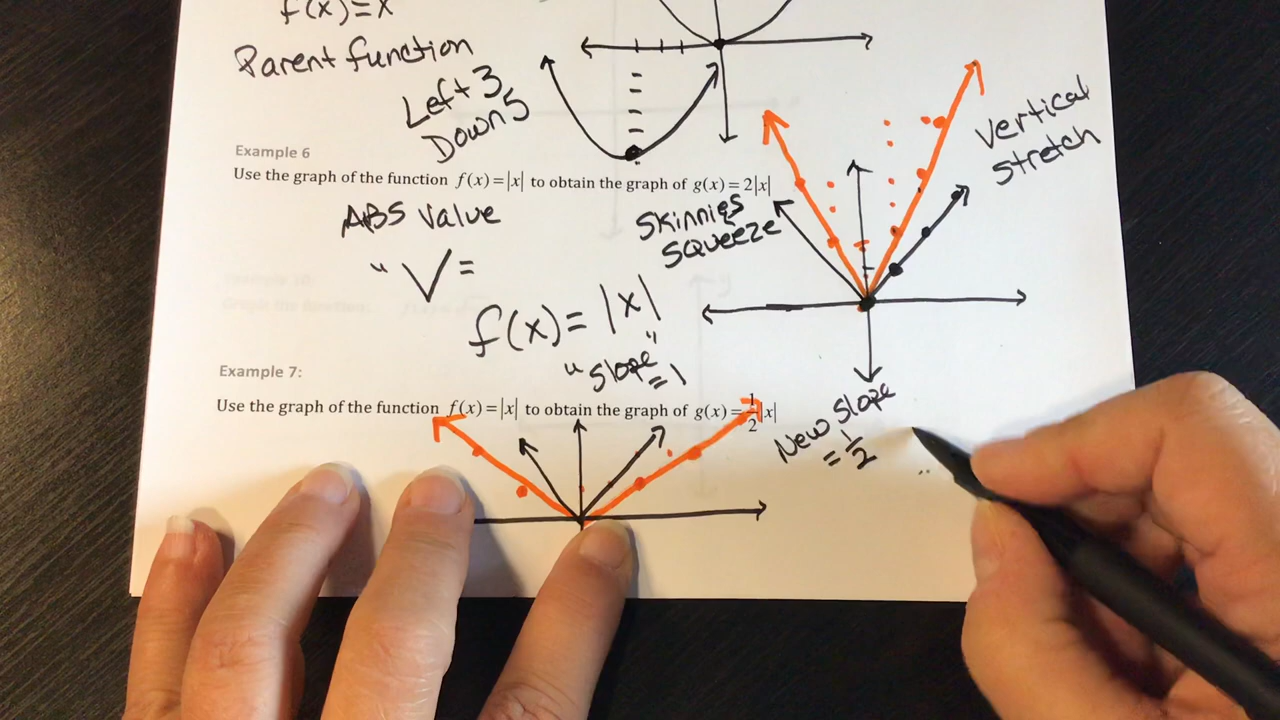 f(x)=x
Parent function
Left 3
Down 5
Example 6
Use the graph of the function f(x)=|x| to obtain the graph of g(x)=2|x|
Vertical
Stretch
ABS Value
"V=
Skinnies
Squeeze
f(x)=|x|
"Slope"
=1
Example 7:
Use the graph of the function f(x)=|x| to obtain the graph of g(x)=1/2|x|
New Slope
=1/2